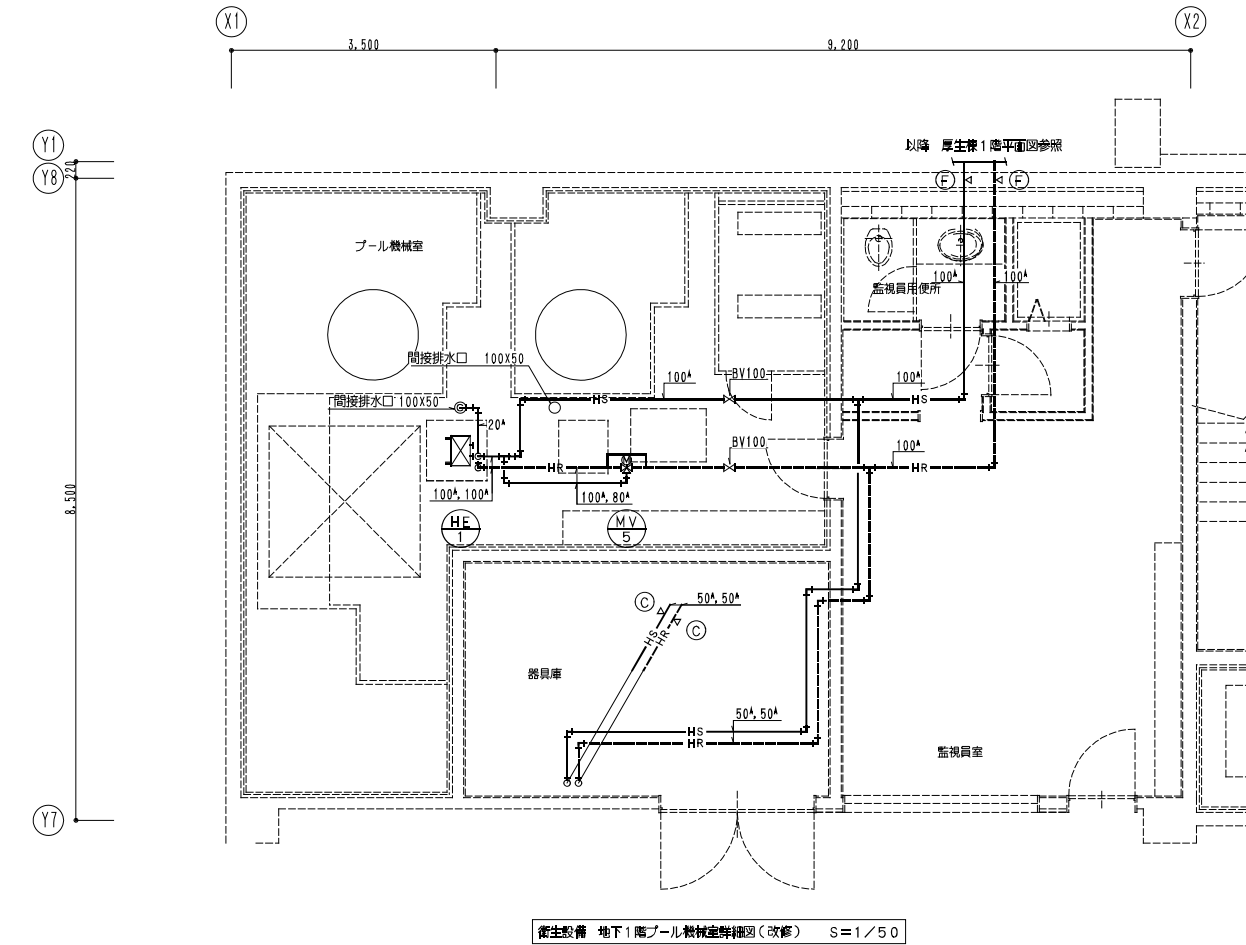 X1
X2
3,500
9,200
Y1
220
Y8
以降 厚生棟1階平面図参照
F
F
プール機械室
100A
100A
監視員用便所
間接排水口 100X50
100A
BV100
100A
間接排水口 100X50
HS
HS
20A
BV100
100A
HR
M
HR
100A,100A
100A,80A
8,500
HE
1
MV
5
C
50A,50A
C
HS
HR
器具庫
50A,50A
HS
HR
監視員室
Y7
衛生設備 地下1階プール機械室詳細図(改修) S=1/50